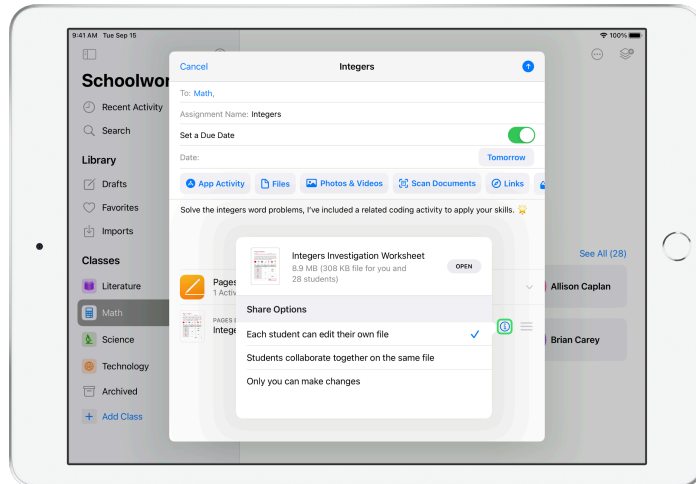 9:41 AM Tue Sep 15
100%
Cancel
Integers
Schoolwor
To: Math,
Recent Activity
Assignment Name: Integers
Search
Set a Due Date
Library
Date:
Tomorrow
Drafts
App Activity
Files
Photos & Videos
Scan Documents
Links
Favorites
Solve the integers word problems, I've included a related coding activity to apply your skills.
Imports
Classes
See All (28)
Integers Investigation Worksheet
8.9 MB (308 KB file for you and
28 students)
OPEN
Literature
Pages
1 Activ
Allison Caplan
Math
Share Options
PAGES
Intege
Each student can edit their own file
Science
Brian Carey
Students collaborate together on the same file
Technology
Only you can make changes
Archived
Add Class